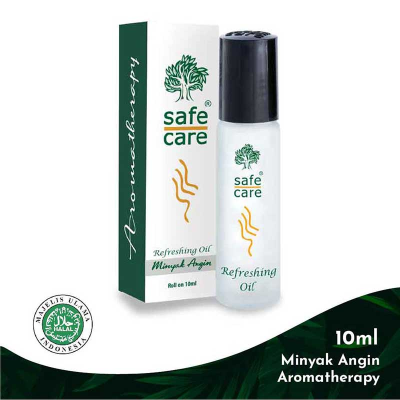 Aromatherapy
safe
care
®
Refreshing Oil
Minyak Angin
Roll on 10ml
safe
care
®
Refreshing
Oil
MAJELIS ULAMA
حلال
HALAL
INDONESIA
10ml
Minyak Angin
Aromatherapy